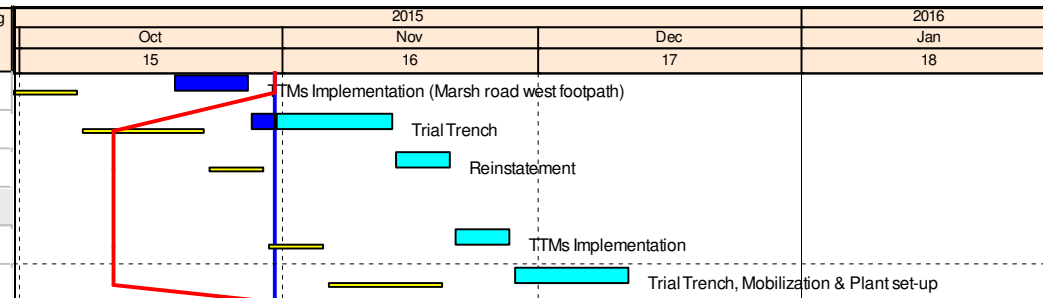 g
2015 2016
Oct Nov Dec Jan
15 16 17 18
TTMs Implementation (Marsh road west footpath)
Trial Trench
Reinstatement
TTMs Implementation
Trial Trench, Mobilization & Plant set-up